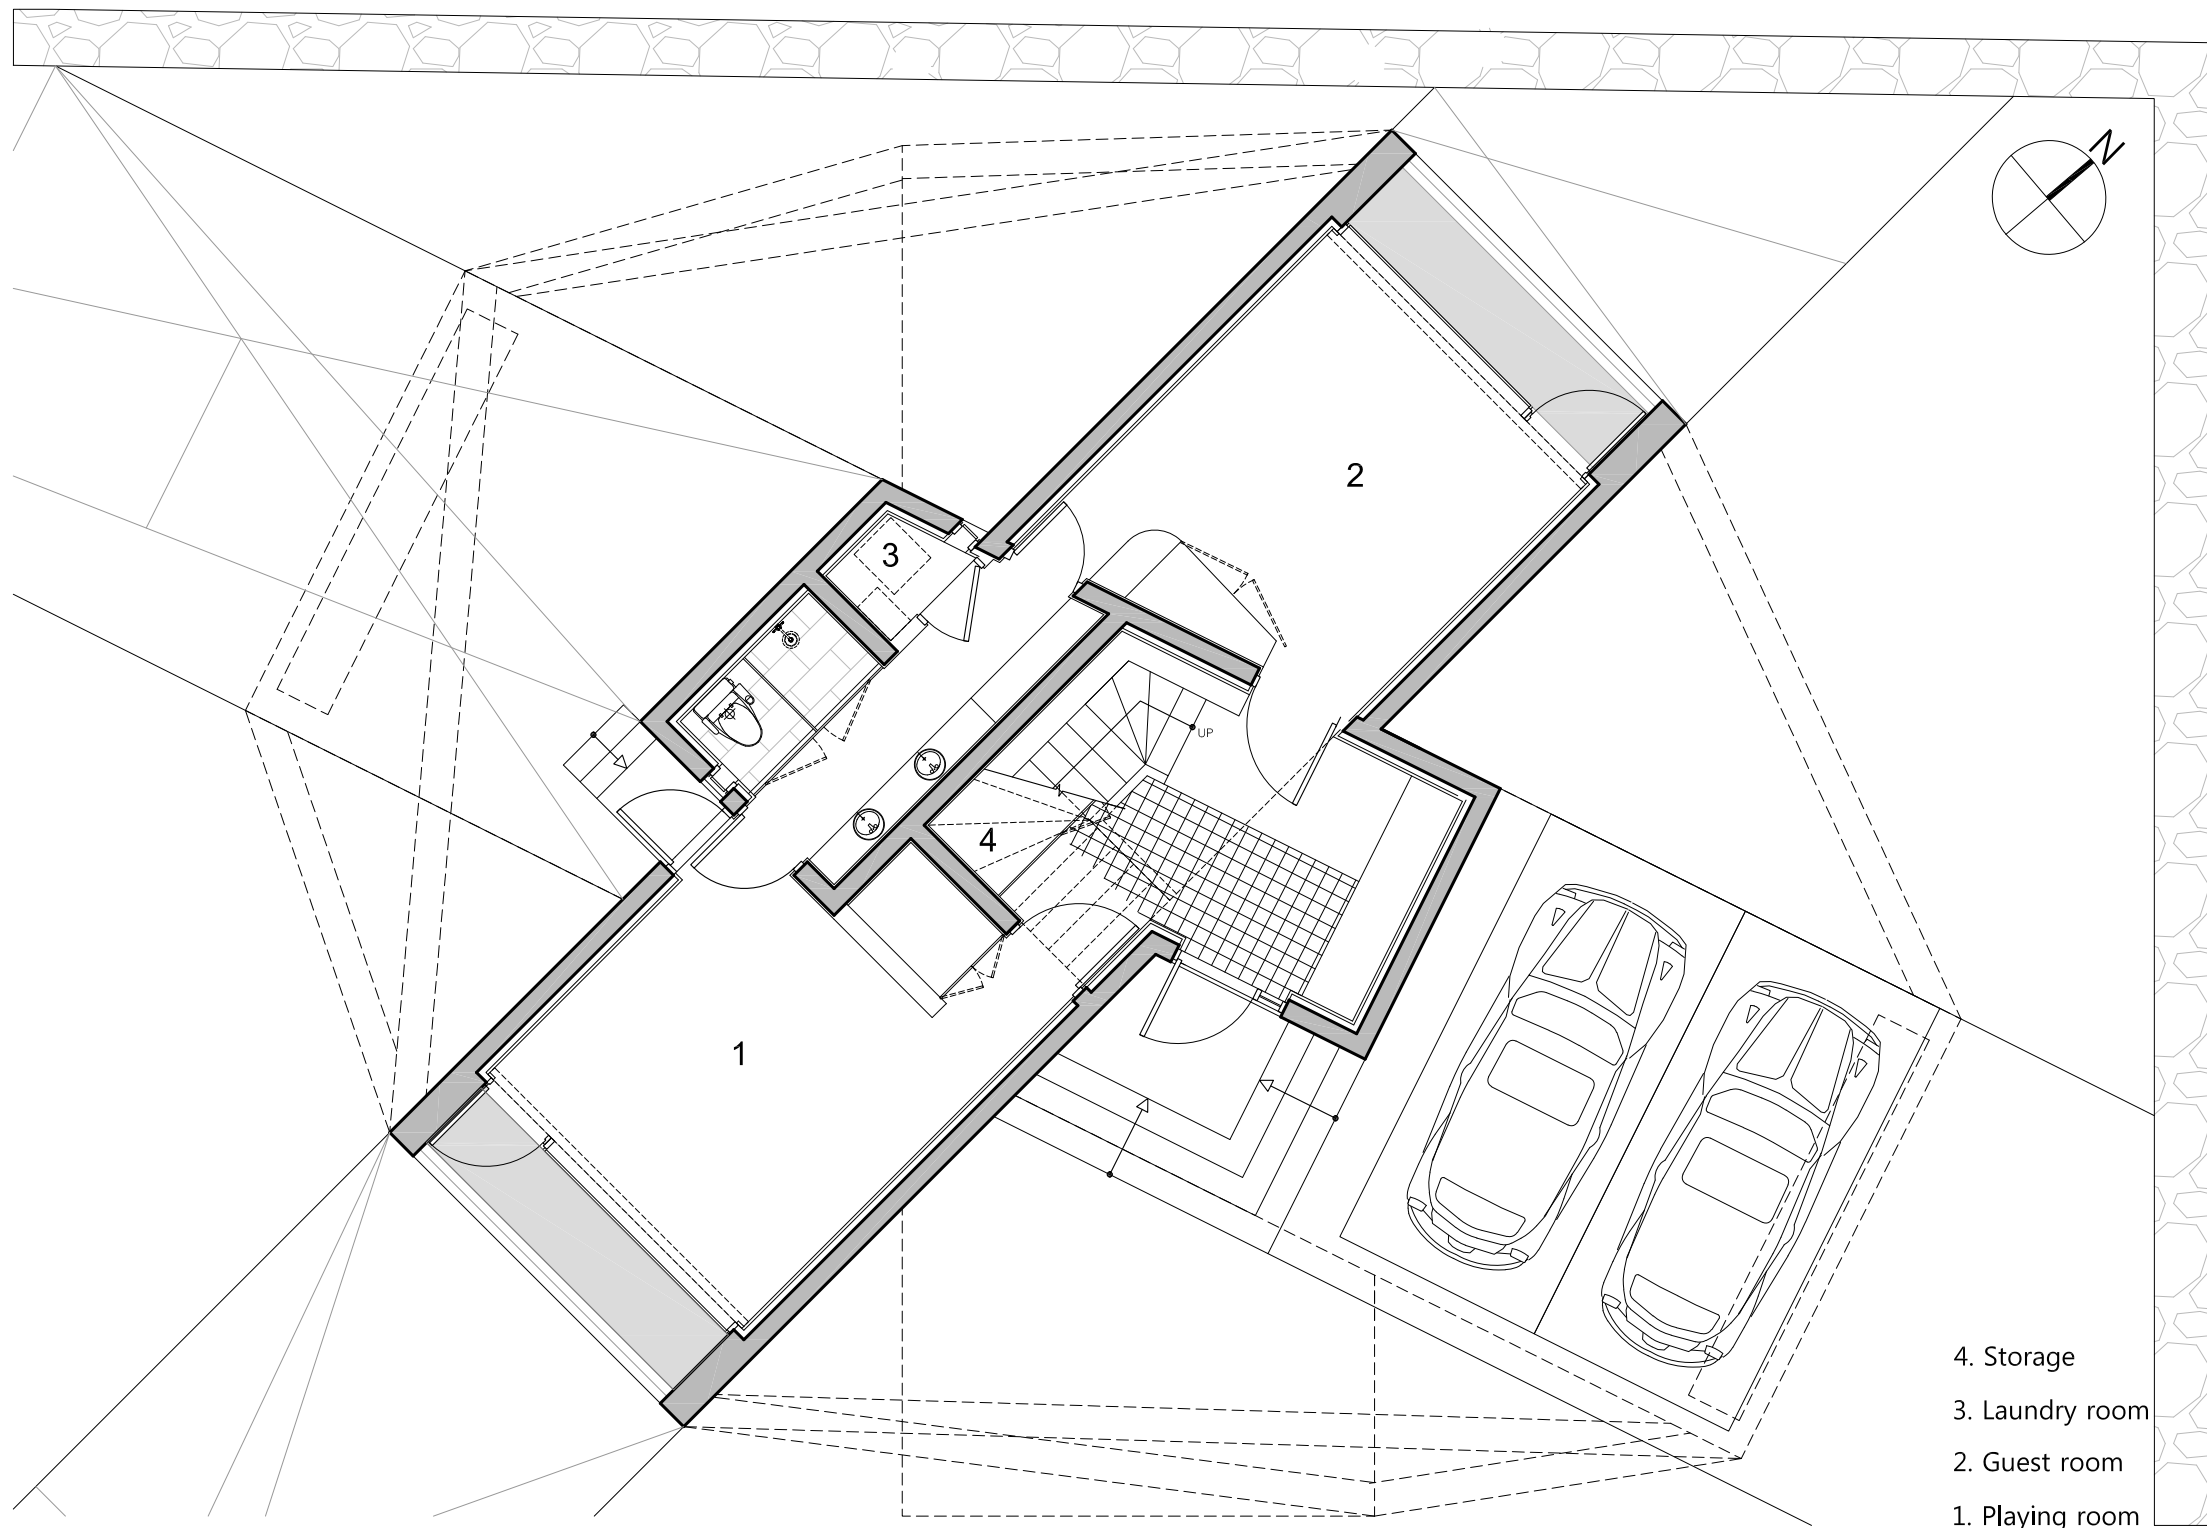 N
2
3
UP
4
1
4. Storage
3. Laundry room
2. Guest room
1. Playing room